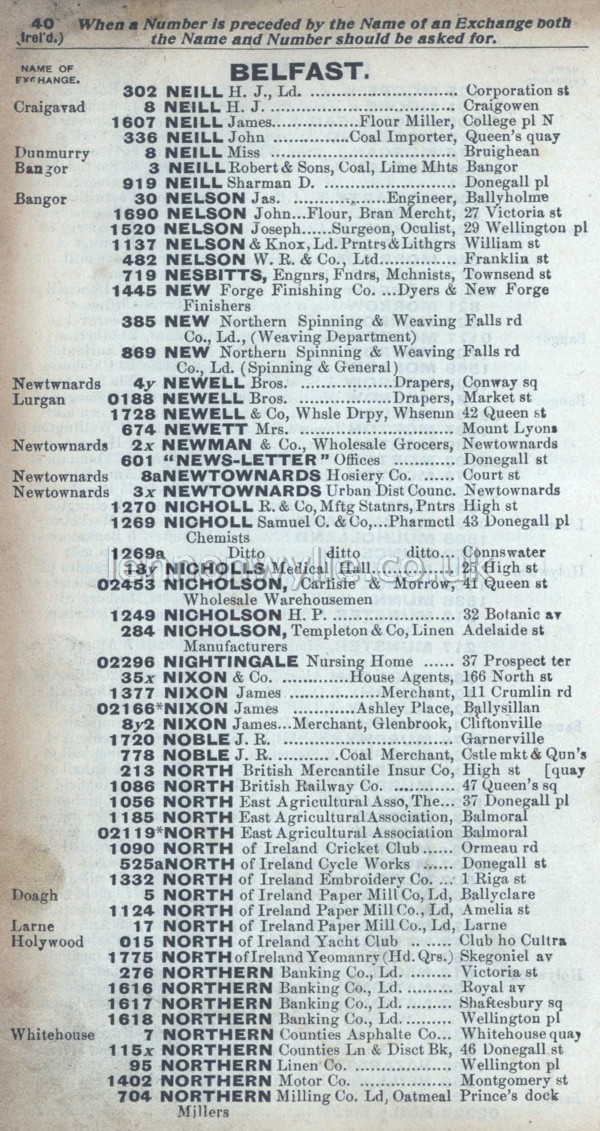 40 When a Number is preceded by the Name of an Exchange both
(Irel'd.) the Name and Number should be asked for.
NAME OF
EXCHANGE.
BELFAST.
302 NEILL H. J., Ld. ........................... Corporation st
Craigavad 8 NEILL H. J. .................................. Craigowen
1607 NEILL James.................Flour Miller, College pl N
336 NEILL John ...............Coal Importer, Queen's quay
Dunmurry 8 NEILL Miss .................................. Bruighean
Bangor 3 NEILL Robert & Sons, Coal, Lime Mhts Bangor
919 NEILL Sharman D. ......................... Donegall pl
Bangor 30 NELSON Jas. .....................Engineer, Ballyholme
1690 NELSON John...Flour, Bran Mercht, 27 Victoria st
1520 NELSON Joseph......Surgeon, Oculist, 29 Wellington pl
1137 NELSON & Knox, Ld. Prntrs & Lithgrs William st
482 NELSON W. R. & Co., Ltd............... Franklin st
719 NESBITTS, Engnrs, Fndrs, Mchnists, Townsend st
1445 NEW Forge Finishing Co. ...Dyers & New Forge
Finishers
385 NEW Northern Spinning & Weaving Falls rd
Co., Ld., (Weaving Department)
869 NEW Northern Spinning & Weaving Falls rd
Co., Ld. (Spinning & General)
Newtwnards 4y NEWELL Bros. .................Drapers, Conway sq
Lurgan 0188 NEWELL Bros. .................Drapers, Market st
1728 NEWELL & Co, Whsle Drpy, Whsemn 42 Queen st
674 NEWETT Mrs. ............................... Mount Lyons
Newtownards 2x NEWMAN & Co., Wholesale Grocers, Newtownards
601 "NEWS-LETTER" Offices ............ Donegall st
Newtownards 8aNEWTOWNARDS Hosiery Co. ...... Court st
Newtownards 3x NEWTOWNARDS Urban Dist Counc. Newtownards
1270 NICHOLL R. & Co, Mftg Statnrs, Pntrs High st
1269 NICHOLL Samuel C. & Co,...Pharmctl 43 Donegall pl
Chemists
1269a Ditto ditto ditto... Connswater
18y NICHOLLS Medical Hall............... 25 High st
02453 NICHOLSON, Carlisle & Morrow, 41 Queen st
Wholesale Warehousemen
1249 NICHOLSON H. P. ..................... 32 Botanic av
284 NICHOLSON, Templeton & Co, Linen Adelaide st
Manufacturers
02296 NIGHTINGALE Nursing Home ...... 37 Prospect ter
35x NIXON & Co. ..................House Agents, 166 North st
1377 NIXON James ...................Merchant, 111 Crumlin rd
02166*NIXON James ............Ashley Place, Ballysillan
8y2 NIXON James...Merchant, Glenbrook, Cliftonville
1720 NOBLE J. R. ................................ Garnerville
778 NOBLE J. R. ............Coal Merchant, Cstle mkt & Qun's
213 NORTH British Mercantile Insur Co, High st [quay
1086 NORTH British Railway Co. ............ 47 Queen's sq
1056 NORTH East Agricultural Asso, The... 37 Donegall pl
1185 NORTH East Agricultural Association, Balmoral
02119*NORTH East Agricultural Association Balmoral
1090 NORTH of Ireland Cricket Club...... Ormeau rd
525aNORTH of Ireland Cycle Works ...... Donegall st
1332 NORTH of Ireland Embroidery Co. ... 1 Riga st
Doagh 5 NORTH of Ireland Paper Mill Co, Ld, Ballyclare
1124 NORTH of Ireland Paper Mill Co., Ld, Amelia st
Larne 17 NORTH of Ireland Paper Mill Co., Ld, Larne
Holywood 015 NORTH of Ireland Yacht Club ........ Club ho Cultra
1775 NORTH of Ireland Yeomanry (Hd. Qrs.) Skegoniel av
276 NORTHERN Banking Co., Ld. ........ Victoria st
1616 NORTHERN Banking Co., Ld. ........ Royal av
1617 NORTHERN Banking Co., Ld.......... Shaftesbury sq
1618 NORTHERN Banking Co., Ld. ........ Wellington pl
Whitehouse 7 NORTHERN Counties Asphalte Co... Whitehouse quay
115x NORTHERN Counties Ln & Disct Bk, 46 Donegall st
95 NORTHERN Linen Co. .................. Wellington pl
1402 NORTHERN Motor Co. ................. Montgomery st
704 NORTHERN Milling Co. Ld, Oatmeal Prince's dock
Millers
lennonwylie.co.uk